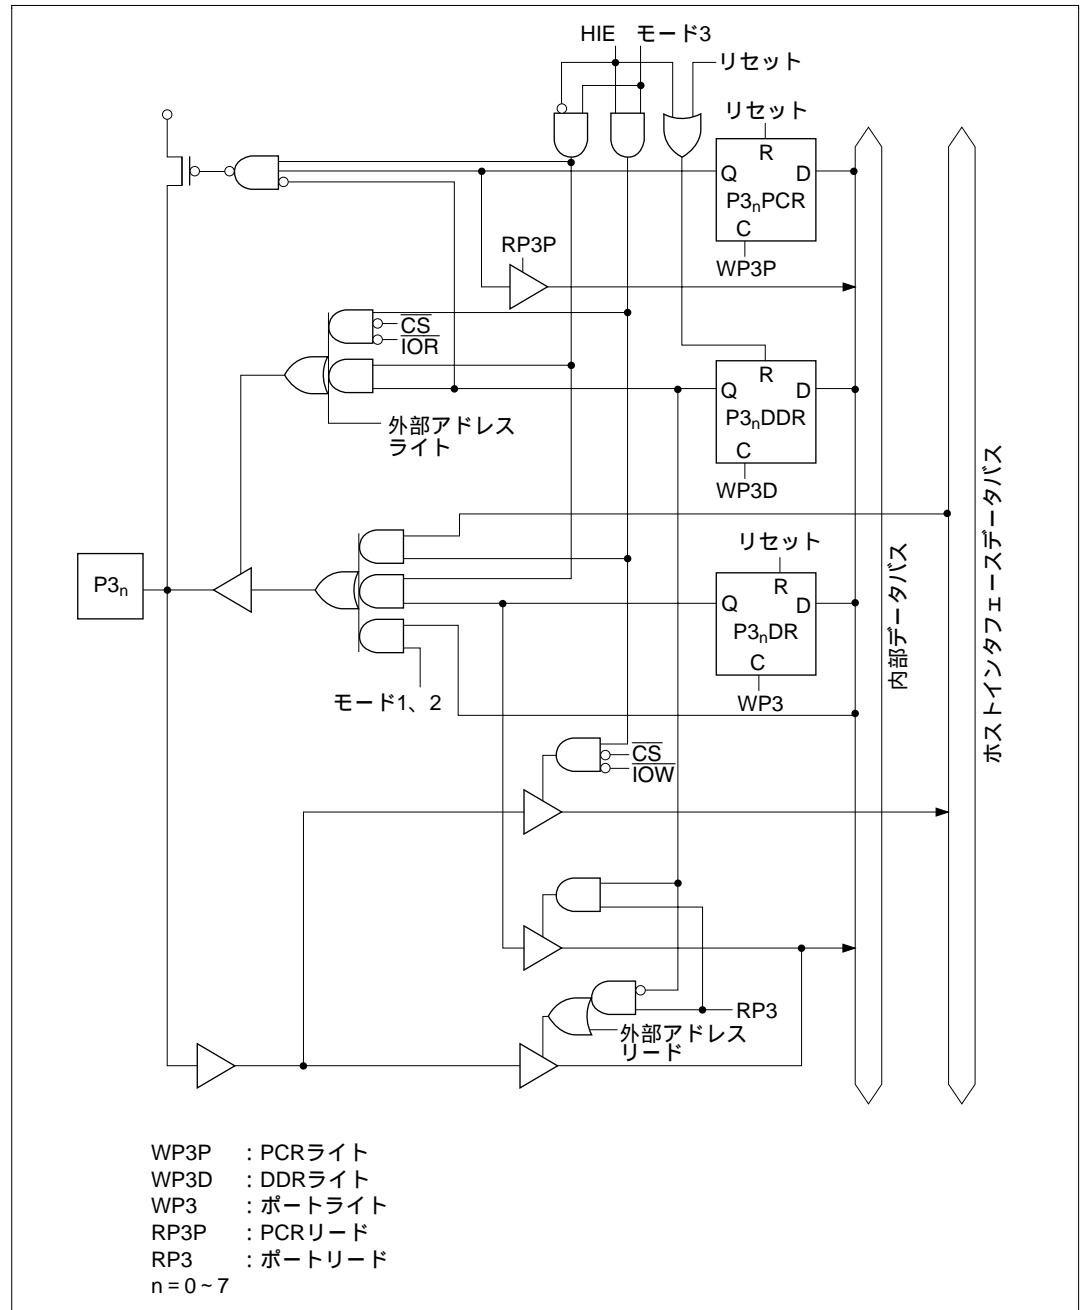 HIE モード3
リセット
リセット
R
Q D
P3nPCR
C
WP3P
RP3P
CS
IOR
R
Q D
P3nDDR
C
WP3D
外部アドレス
ライト
リセット
R
Q D
P3nDR
C
WP3
P3n
モード1、2
CS
IOW
RP3
外部アドレス
リード
内部データバス
ホストインタフェースデータバス
WP3P :PCRライト
WP3D :DDRライト
WP3 :ポートライト
RP3P :PCRリード
RP3 :ポートリード
n = 0 ~ 7